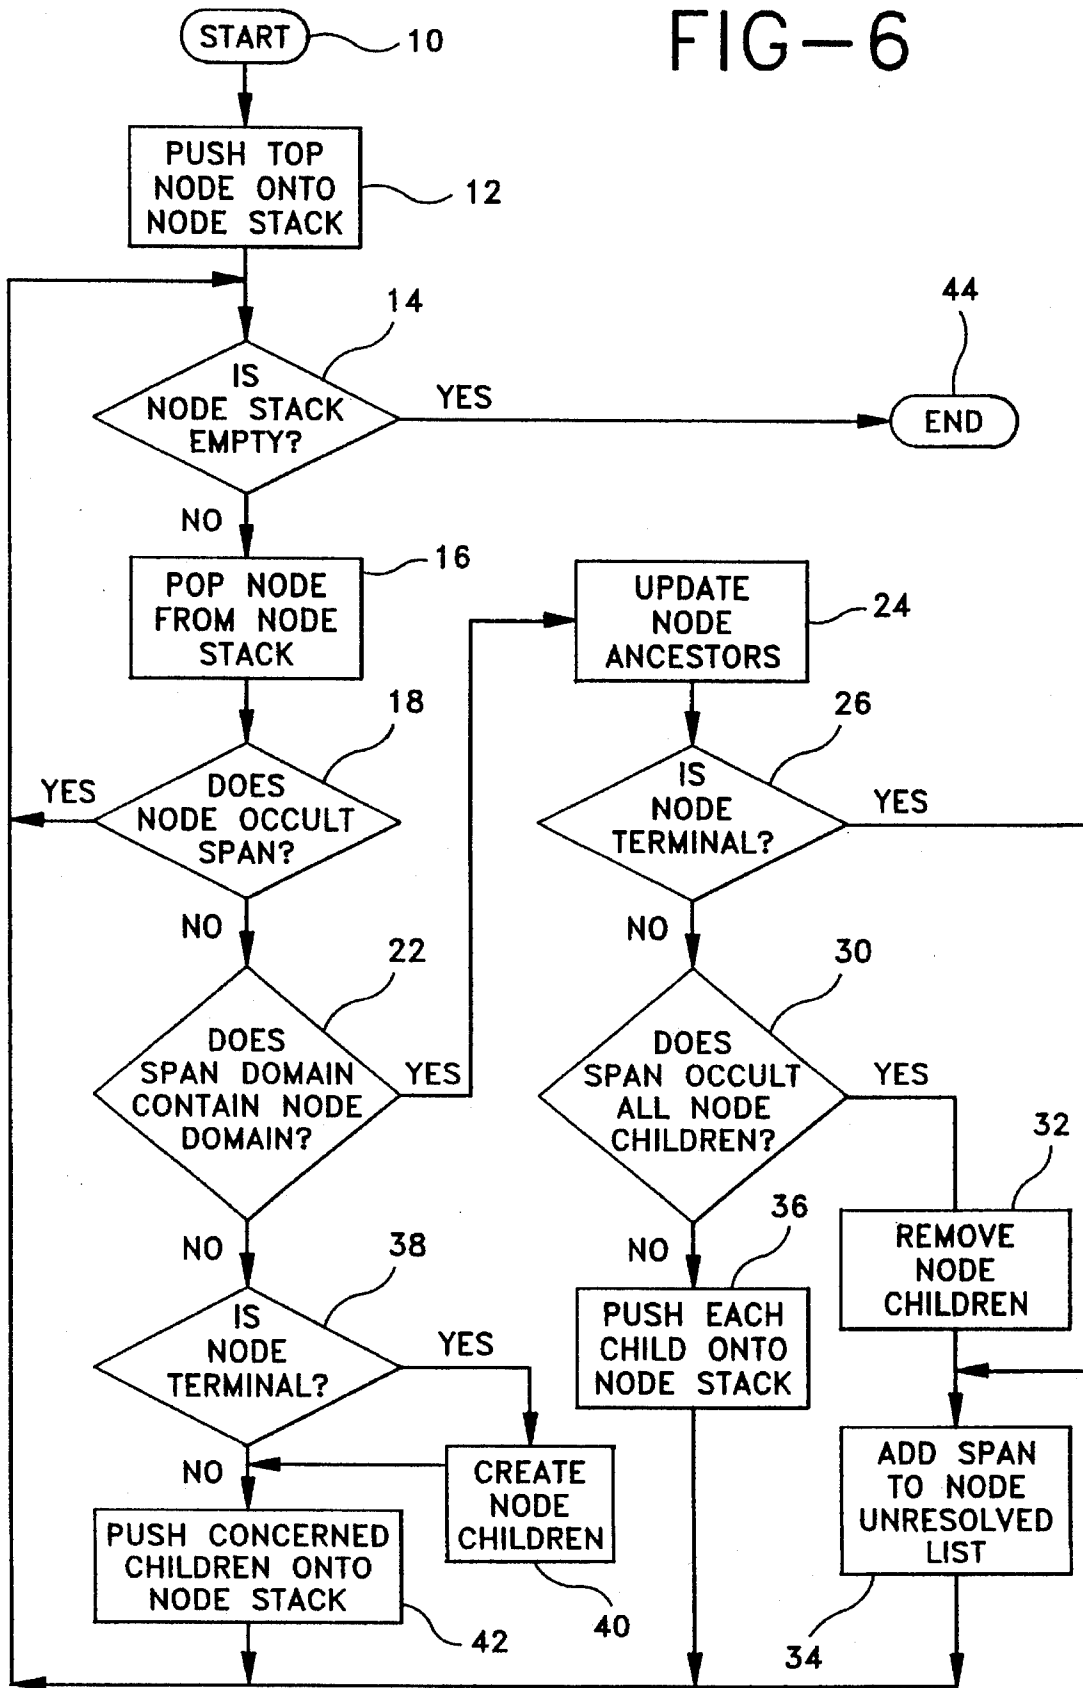 FIG-6
START
10
PUSH TOP
NODE ONTO
NODE STACK
12
14
IS
NODE STACK
EMPTY?
YES
44
END
NO
16
POP NODE
FROM NODE
STACK
UPDATE
NODE
ANCESTORS
24
18
DOES
NODE OCCULT
SPAN?
YES
NO
26
IS
NODE
TERMINAL?
YES
NO
22
DOES
SPAN DOMAIN
CONTAIN NODE
DOMAIN?
YES
NO
30
DOES
SPAN OCCULT
ALL NODE
CHILDREN?
YES
NO
32
REMOVE
NODE
CHILDREN
36
PUSH EACH
CHILD ONTO
NODE STACK
38
IS
NODE
TERMINAL?
YES
NO
CREATE
NODE
CHILDREN
40
ADD SPAN
TO NODE
UNRESOLVED
LIST
34
PUSH CONCERNED
CHILDREN ONTO
NODE STACK
42